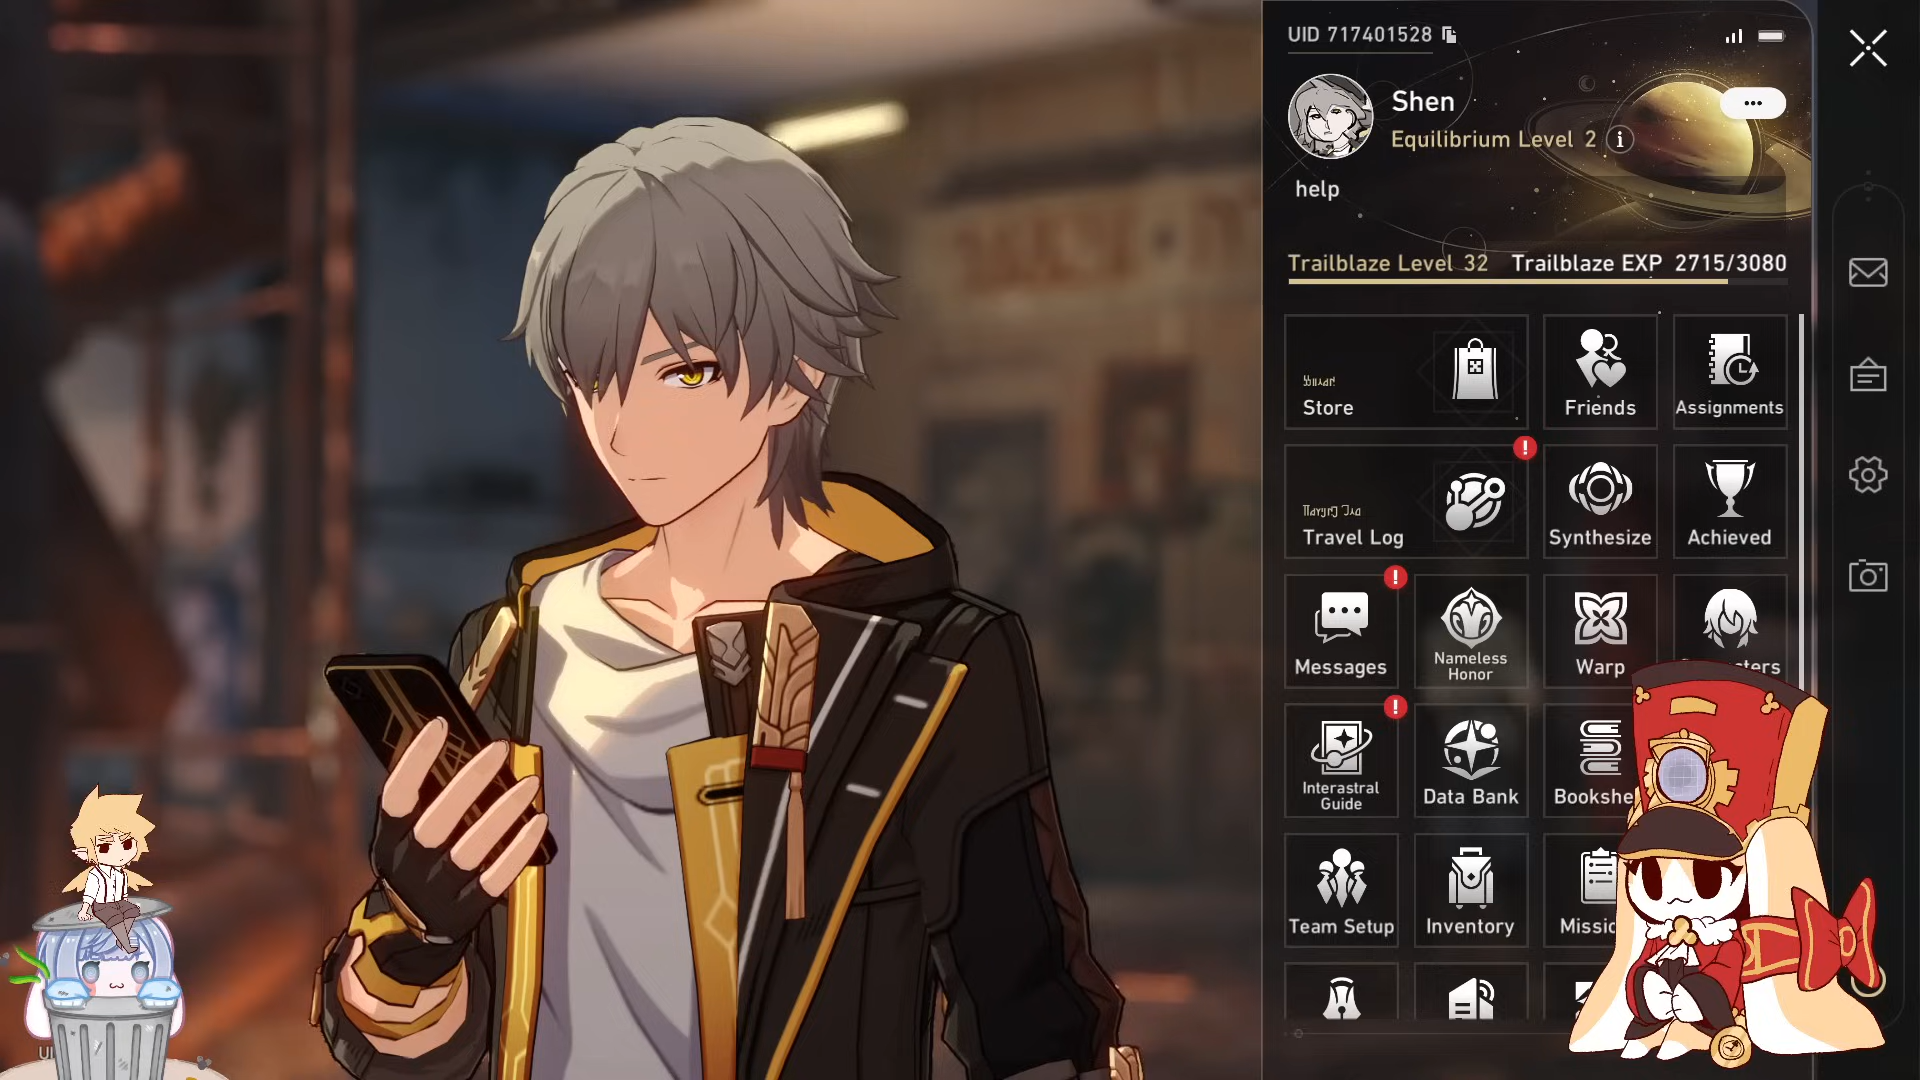 UID 717401528
Shen
Equilibrium Level 2
help
Trailblaze Level 32 Trailblaze EXP 2715/3080
Store
Friends
Assignments
Travel Log
Synthesize
Achieved
Messages
Nameless
Honor
Warp
Interastral
Guide
Data Bank
Team Setup
Inventory